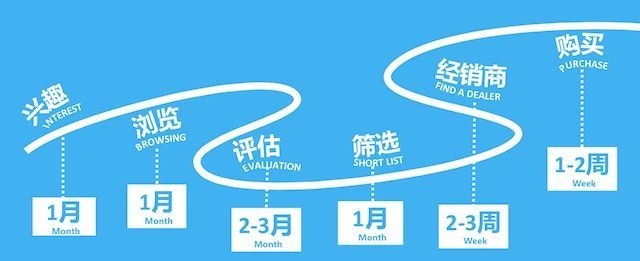 兴趣
INTEREST
1月
Month
浏览
BROWSING
1月
Month
评估
EVALUATION
2-3月
Month
筛选
SHORT LIST
1月
Month
经销商
FIND A DEALER
2-3周
Week
购买
PURCHASE
1-2周
Week